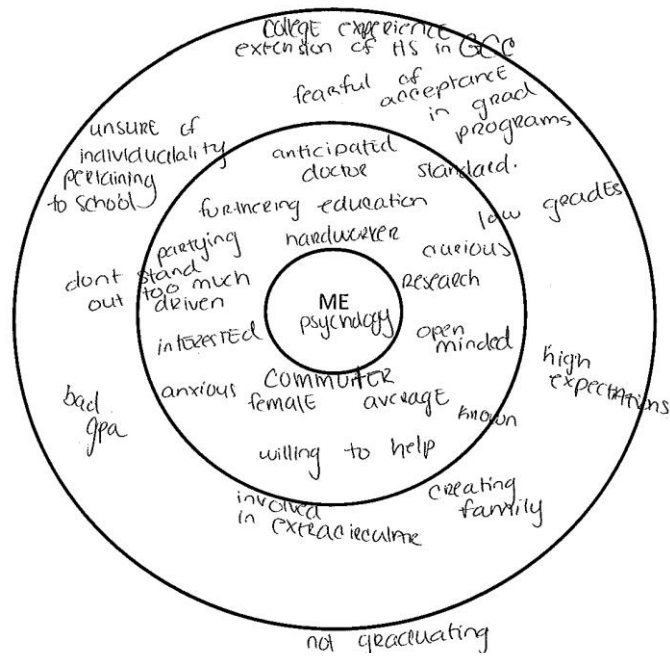 COLLEGE EXPERIENCE
extension of HS in GCC
fearful of
acceptance
in grad
programs
unsure of
individuclality
pertaining
to school
anticipated
doctor
standard.
furthering education
low gradEs
partying
hardworker
curious
dont stand
out too much
driven
RESEARCH
ME
psychology
intERESTED
open
minded
high
expectations
anxious
COMMUTER
female
average
known
bad
gpa
willing to help
involved
in extracircular
CREATING
family
not graduating